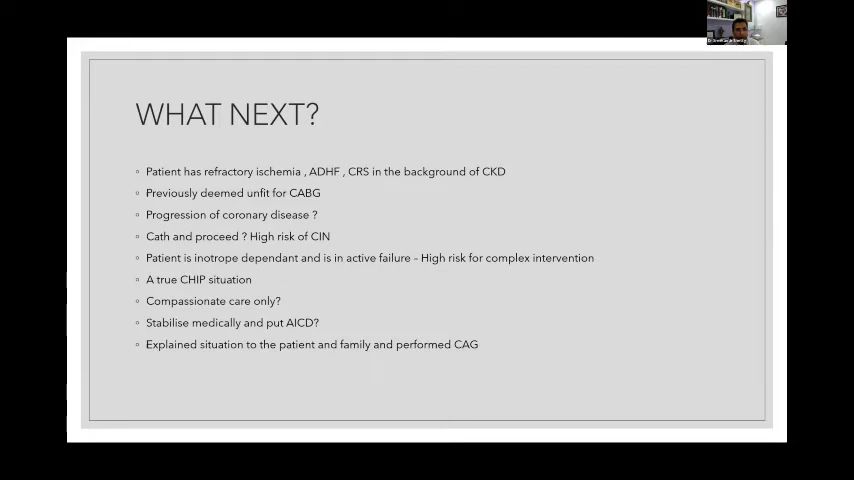 WHAT NEXT?
◦ Patient has refractory ischemia , ADHF , CRS in the background of CKD
◦ Previously deemed unfit for CABG
◦ Progression of coronary disease ?
◦ Cath and proceed ? High risk of CIN
◦ Patient is inotrope dependant and is in active failure – High risk for complex intervention
◦ A true CHIP situation
◦ Compassionate care only?
◦ Stabilise medically and put AICD?
◦ Explained situation to the patient and family and performed CAG